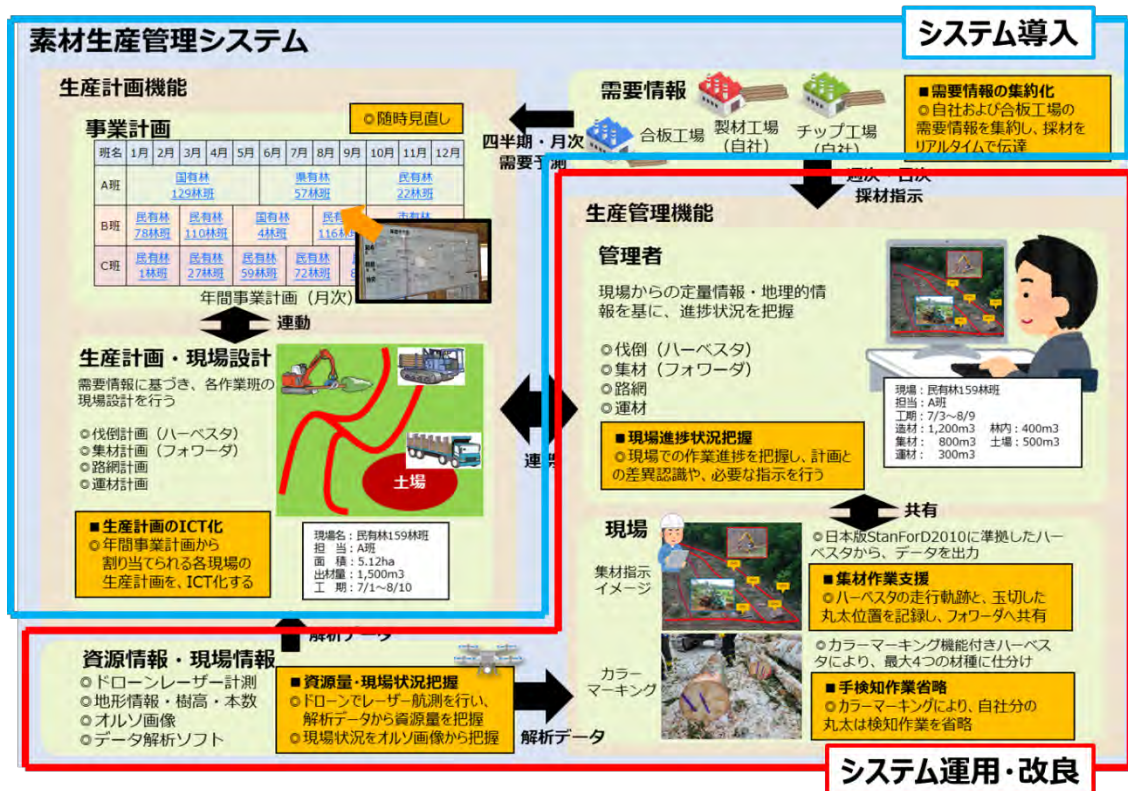 システム導入
素材生産管理システム
生産計画機能
事業計画
◎随時見直し
班名 1月 2月 3月 4月 5月 6月 7月 8月 9月 10月 11月 12月
A班 国有林 県有林 民有林
129林班 57林班 22林班
B班 民有林 民有林 国有林
78林班 110林班 4林班 116
C班 民有林 民有林 民有林 民有林
1林班 27林班 59林班 72林班
年間事業計画(月次)
連動
生産計画・現場設計
需要情報に基づき、各作業班の
現場設計を行う
◎伐倒計画(ハーベスタ)
◎集材計画(フォワーダ)
◎路網計画
◎運材計画
土場
■生産計画のICT化
◎年間事業計画から
割り当てられる各現場の
生産計画を、ICT化する
現場名:民有林159林班
担 当:A班
面 積:5.12ha
出材量:1,500m3
工 期:7/1~8/10
四半期・月次
需要予測
需要情報
合板工場
製材工場
(自社)
チップ工場
(自社)
■需要情報の集約化
◎自社および合板工場の
需要情報を集約し、採材を
リアルタイムで伝達
週次・日次
採材指示
生産管理機能
管理者
現場からの定量情報・地理的情
報を基に、進捗状況を把握
◎伐倒(ハーベスタ)
◎集材(フォワーダ)
◎路網
◎運材
■現場進捗状況把握
◎現場での作業進捗を把握し、計画と
の差異認識や、必要な指示を行う
現場:民有林159林班
担当:A班
工期:7/3~8/9
造材:1,200m3 林内:400m3
集材: 800m3 土場:500m3
運材: 300m3
共有
現場
集材指示
イメージ
◎日本版StanForD2010に準拠したハー
ベスタから、データを出力
■集材作業支援
◎ハーベスタの走行軌跡と、玉切した
丸太位置を記録し、フォワーダへ共有
カラー
マーキング
◎カラーマーキング機能付きハーベス
タにより、最大4つの材種に仕分け
■手検知作業省略
◎カラーマーキングにより、自社分の
丸太は検知作業を省略
解析データ
資源情報・現場情報
◎ドローンレーザー計測
◎地形情報・樹高・本数
◎オルソ画像
◎データ解析ソフト
■資源量・現場状況把握
◎ドローンでレーザー航測を行い、
解析データから資源量を把握
◎現場状況をオルソ画像から把握
解析データ
システム運用・改良